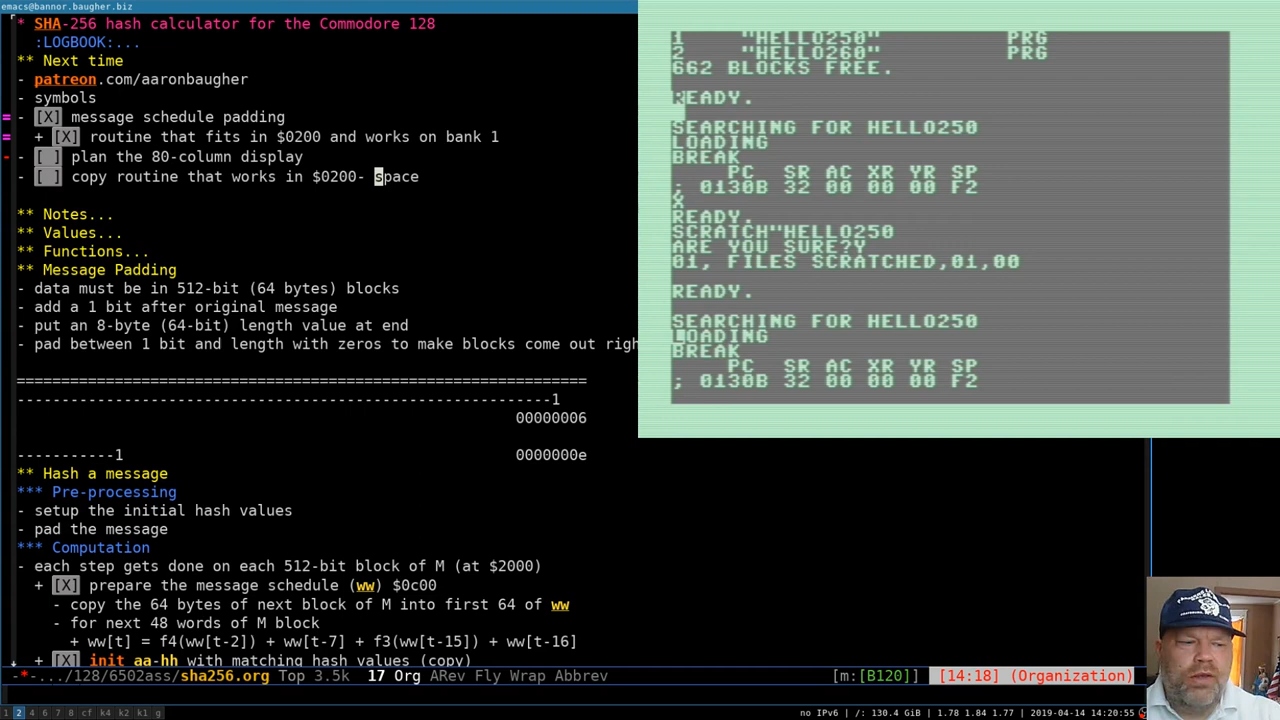 emacs@bannor.baugher.biz
* SHA-256 hash calculator for the Commodore 128
:LOGBOOK:...
** Next time
- patreon.com/aaronbaugher
- symbols
- [X] message schedule padding
+ [X] routine that fits in $0200 and works on bank 1
- [ ] plan the 80-column display
- [ ] copy routine that works in $0200- space
** Notes...
** Values...
** Functions...
** Message Padding
- data must be in 512-bit (64 bytes) blocks
- add a 1 bit after original message
- put an 8-byte (64-bit) length value at end
- pad between 1 bit and length with zeros to make blocks come out righ
================================================================
------------------------------------------------------------1
00000006
-----------1 0000000e
** Hash a message
*** Pre-processing
- setup the initial hash values
- pad the message
*** Computation
- each step gets done on each 512-bit block of M (at $2000)
+ [X] prepare the message schedule (ww) $0c00
- copy the 64 bytes of next block of M into first 64 of ww
- for next 48 words of M block
+ ww[t] = f4(ww[t-2]) + ww[t-7] + f3(ww[t-15]) + ww[t-16]
+ [X] init aa-hh with matching hash values (copy)
-*-.../128/6502ass/sha256.org Top 3.5k 17 Org ARev Fly Wrap Abbrev [m:[B120]] [14:18] (Organization)
1 2 4 5 6 7 8 cf k4 k2 k1 g no IPv6 | /: 130.4 GiB | 1.78 1.84 1.77 | 2019-04-14 14:20:55
1 "HELLO250" PRG
2 "HELLO260" PRG
662 BLOCKS FREE.
READY.
SEARCHING FOR HELLO250
LOADING
BREAK
PC SR AC XR YR SP
; 0130B 32 00 00 00 F2
X
READY.
SCRATCH"HELLO250
ARE YOU SURE?Y
01, FILES SCRATCHED,01,00
READY.
SEARCHING FOR HELLO250
LOADING
BREAK
PC SR AC XR YR SP
; 0130B 32 00 00 00 F2